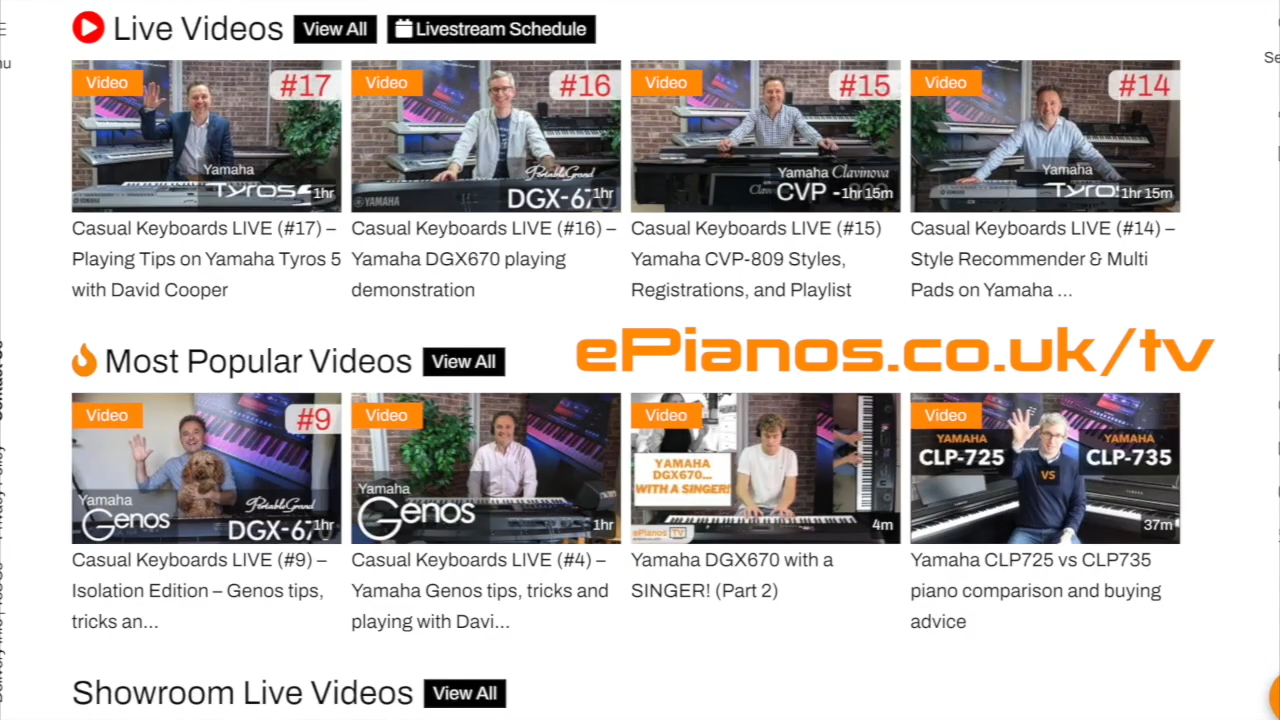 Live Videos View All Livestream Schedule
Video #17
Yamaha
Tyros 5 1hr
Video #16
YAMAHA PortableGrand
DGX-67 1hr
Video #15
Yamaha Clavinova
CVP - 1hr 15m
Video #14
Yamaha
Tyro 1hr 15m
Casual Keyboards LIVE (#17) –
Playing Tips on Yamaha Tyros 5
with David Cooper
Casual Keyboards LIVE (#16) –
Yamaha DGX670 playing
demonstration
Casual Keyboards LIVE (#15)
Yamaha CVP-809 Styles,
Registrations, and Playlist
Casual Keyboards LIVE (#14) –
Style Recommender & Multi
Pads on Yamaha ...
ePianos.co.uk/tv
Most Popular Videos View All
Video #9
Yamaha
Genos PortableGrand
DGX-67 1hr
Video
Yamaha
Genos
1hr
Video
YAMAHA
DGX670...
WITH A SINGER!
ePianos TV 4m
Video
YAMAHA
CLP-725
VS
YAMAHA
CLP-735
37m
Casual Keyboards LIVE (#9) –
Isolation Edition – Genos tips,
tricks an...
Casual Keyboards LIVE (#4) –
Yamaha Genos tips, tricks and
playing with Davi...
Yamaha DGX670 with a
SINGER! (Part 2)
Yamaha CLP725 vs CLP735
piano comparison and buying
advice
Showroom Live Videos View All